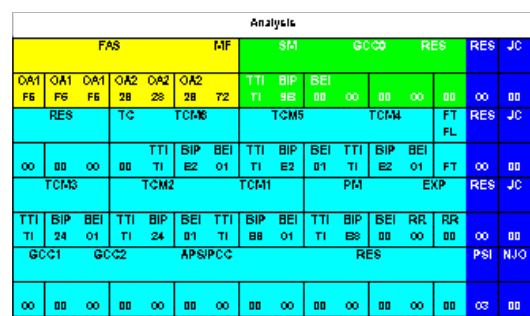 Analysis
FAS MF SM GCC0 RES RES JC
OA1 OA1 OA1 OA2 OA2 OA2 TTI BIP BEI
F6 F6 F6 28 28 28 72 TI 9B 00 00 00 00 00 00 00
RES TC TCM6 TCM5 TCM4 FT RES JC
FL
TTI BIP BEI TTI BIP BEI TTI BIP BEI
00 00 00 00 TI E2 01 TI E2 01 TI E2 01 FT 00 00
TCM3 TCM2 TCM1 PM EXP RES JC
TTI BIP BEI TTI BIP BEI TTI BIP BEI TTI BIP BEI RR RR
TI 24 01 TI 24 01 TI B8 01 TI B8 00 00 00 00 00
GCC1 GCC2 APS/PCC RES PSI NJO
00 00 00 00 00 00 00 00 00 00 00 00 00 00 03 00